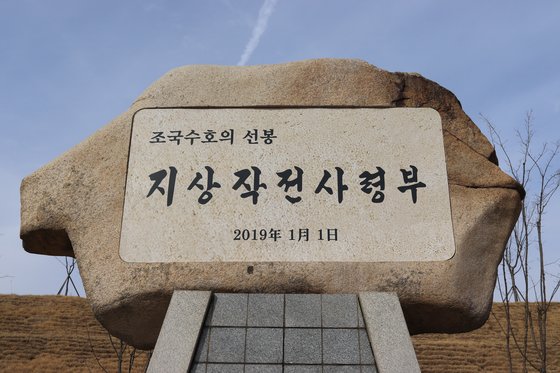 조국수호의 선봉
지상작전사령부
2019年 1月 1日